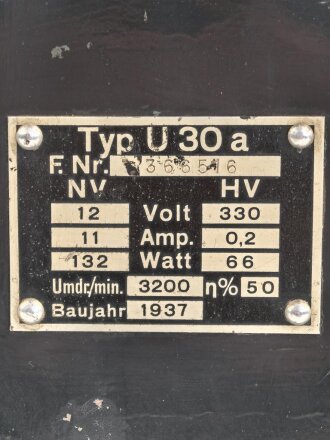 Typ U 30 a
F. Nr. 366516
NV HV
12 Volt 330
11 Amp. 0,2
132 Watt 66
Umdr./min. 3200 η% 50
Baujahr 1937